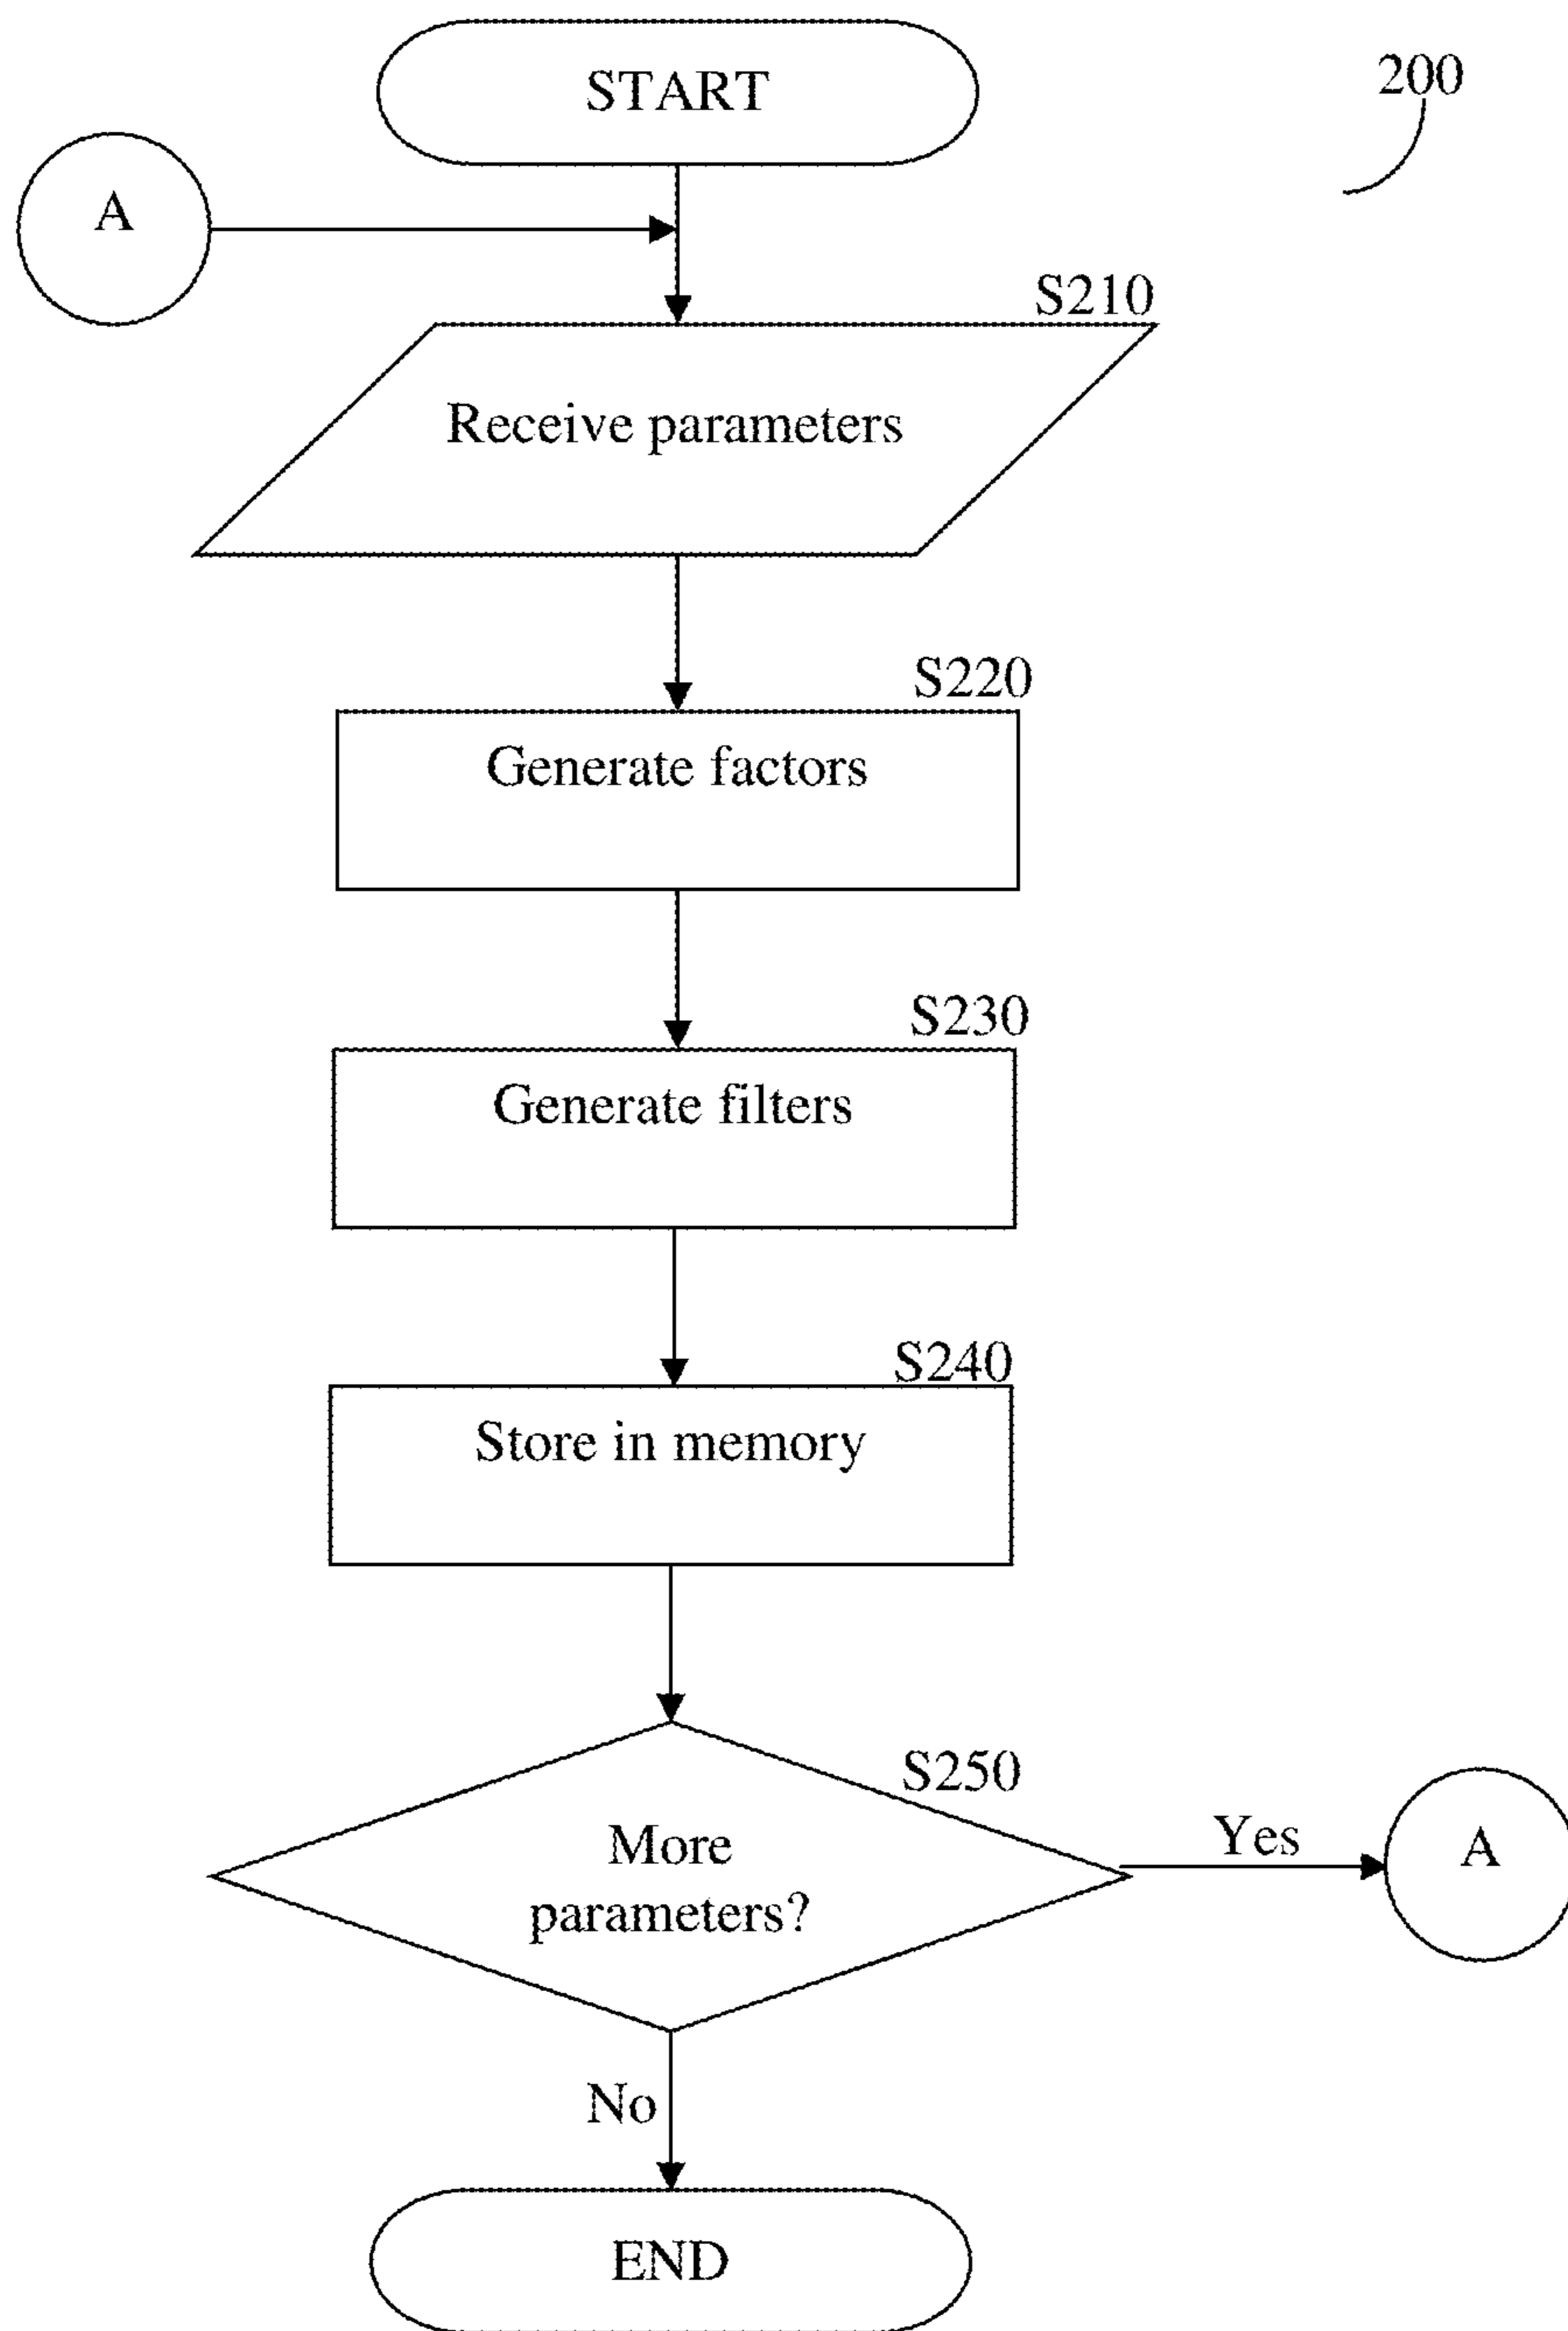 START
200
A
S210
Receive parameters
S220
Generate factors
S230
Generate filters
S240
Store in memory
S250
More
parameters?
Yes
A
No
END